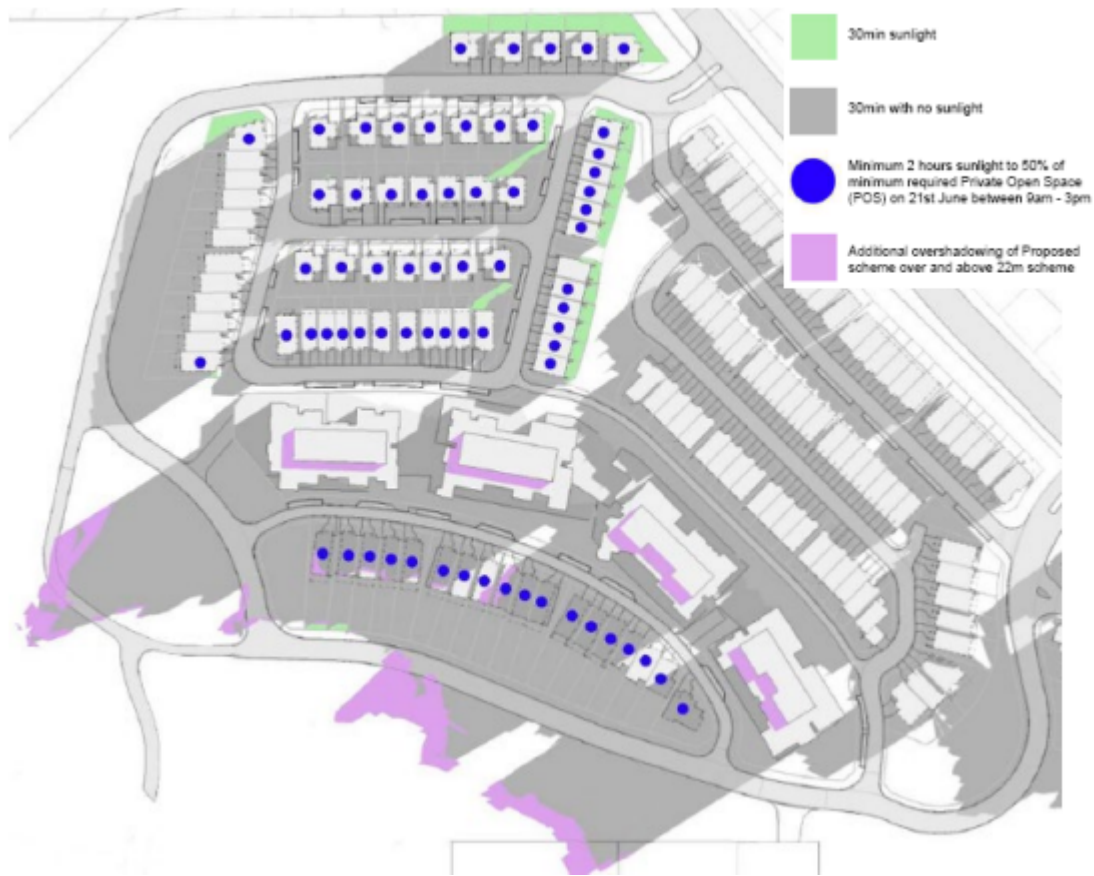 30min sunlight
30min with no sunlight
Minimum 2 hours sunlight to 50% of
minimum required Private Open Space
(POS) on 21st June between 9am - 3pm
Additional overshadowing of Proposed
scheme over and above 22m scheme